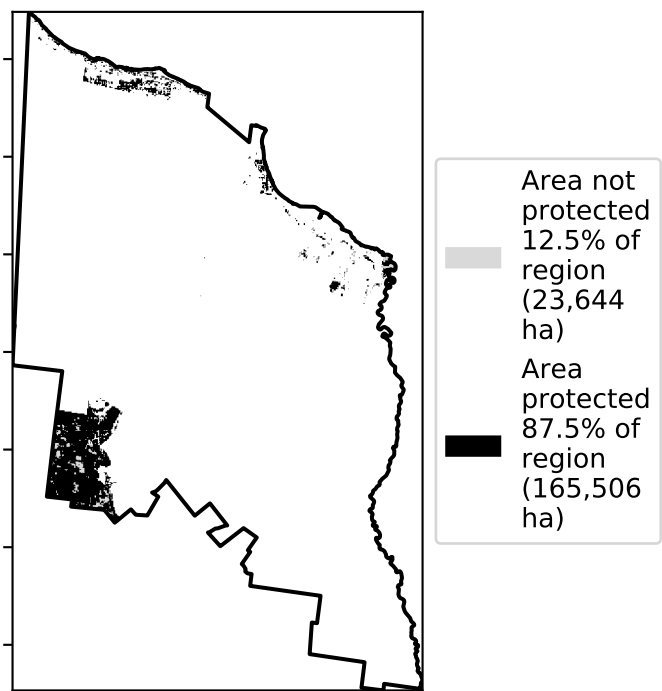 Area not
protected
12.5% of
region
(23,644
ha)
Area
protected
87.5% of
region
(165,506
ha)